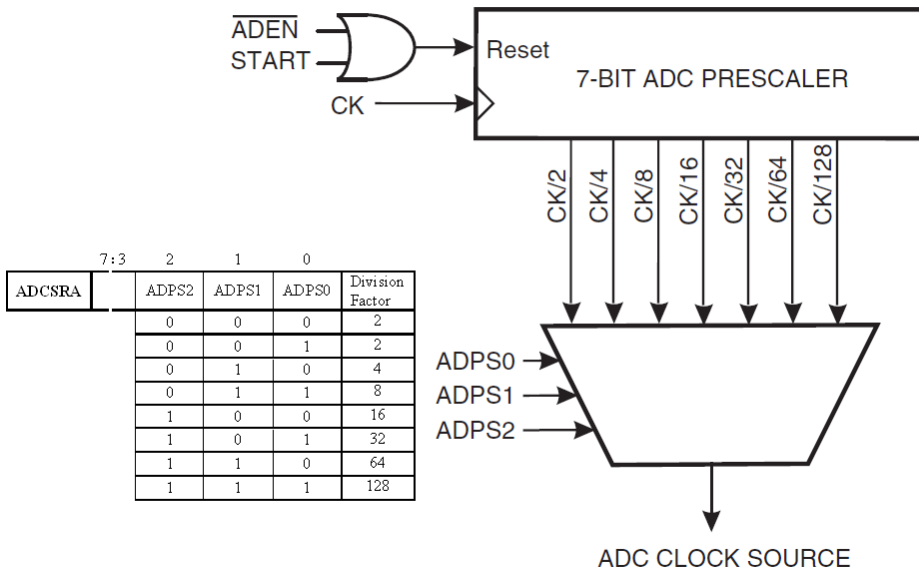 ADEN
START
CK
Reset
7-BIT ADC PRESCALER
CK/2
CK/4
CK/8
CK/16
CK/32
CK/64
CK/128
7:3 2 1 0
ADCSRA ADPS2 ADPS1 ADPS0 Division Factor
0 0 0 2
0 0 1 2
0 1 0 4
0 1 1 8
1 0 0 16
1 0 1 32
1 1 0 64
1 1 1 128
ADPS0
ADPS1
ADPS2
ADC CLOCK SOURCE